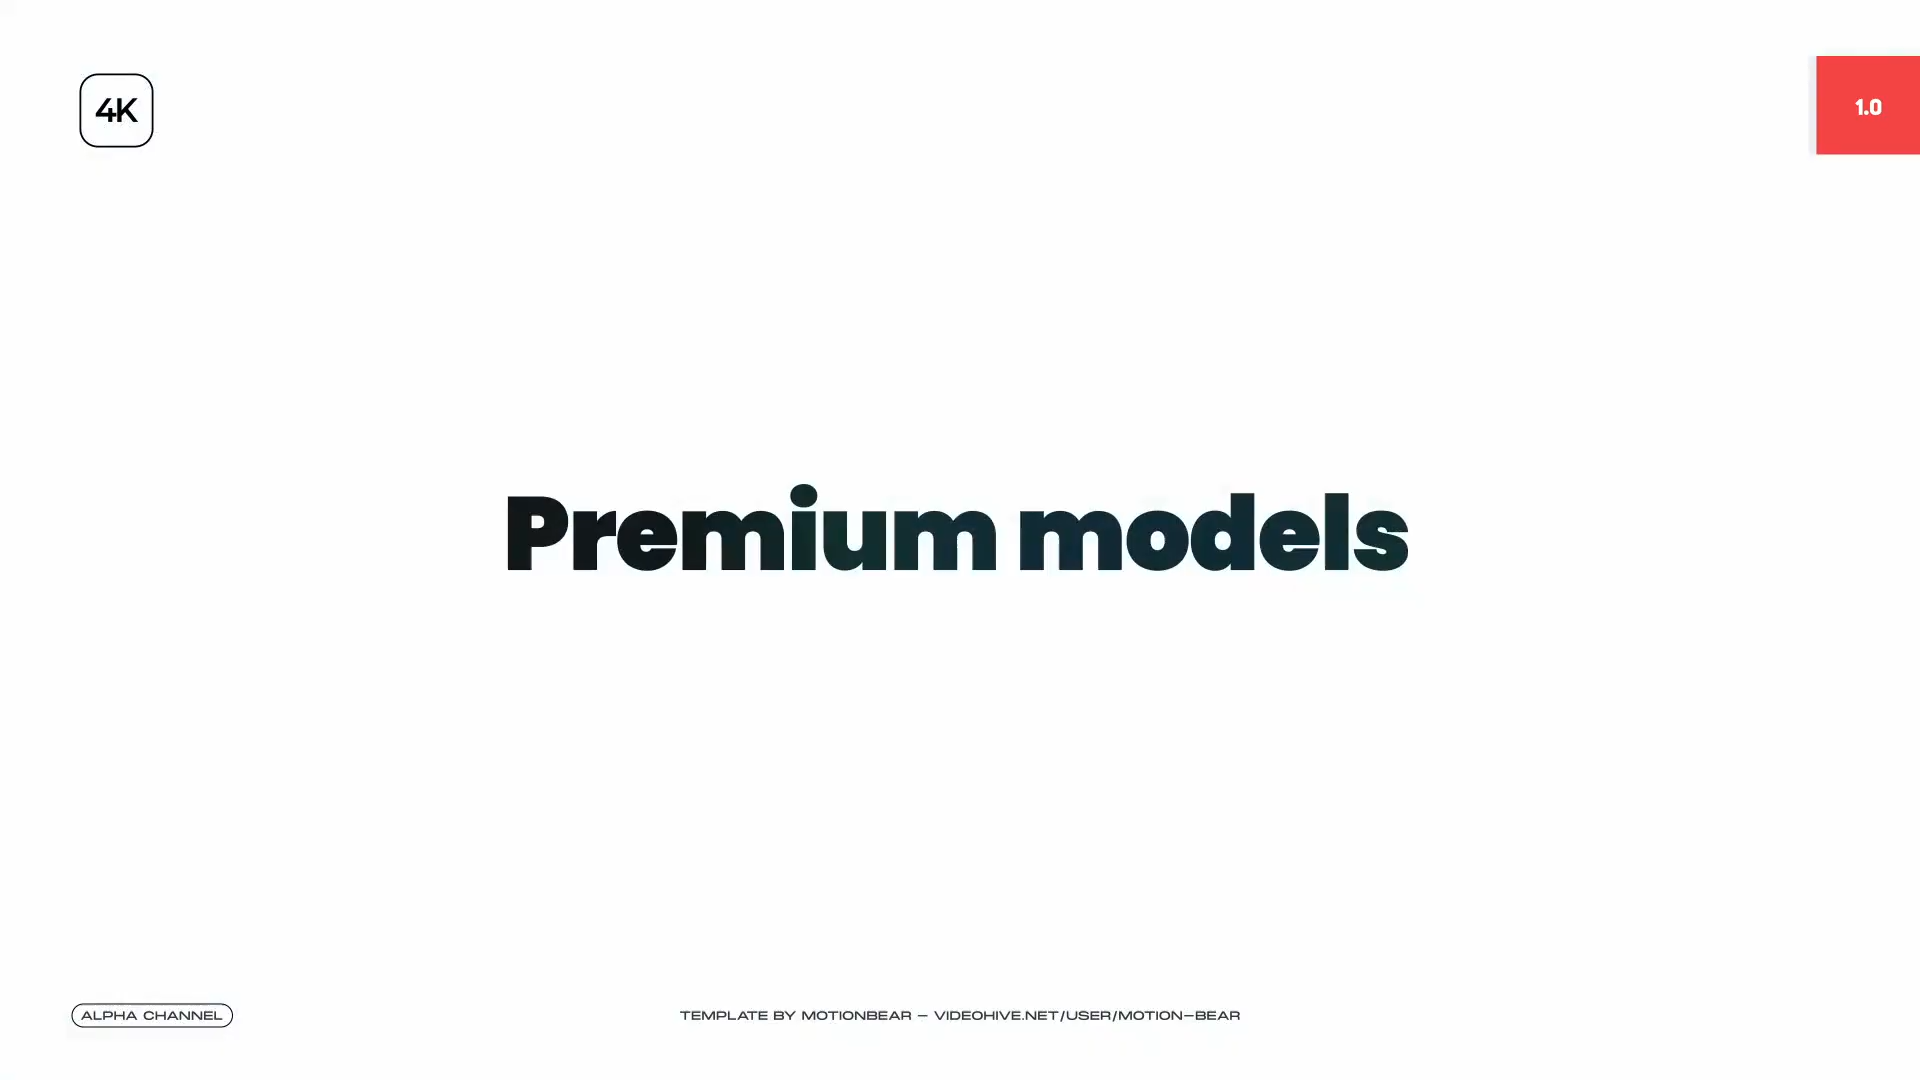 4K
1.0
Premium models
ALPHA CHANNEL
TEMPLATE BY MOTIONBEAR – VIDEOHIVE.NET/USER/MOTION-BEAR